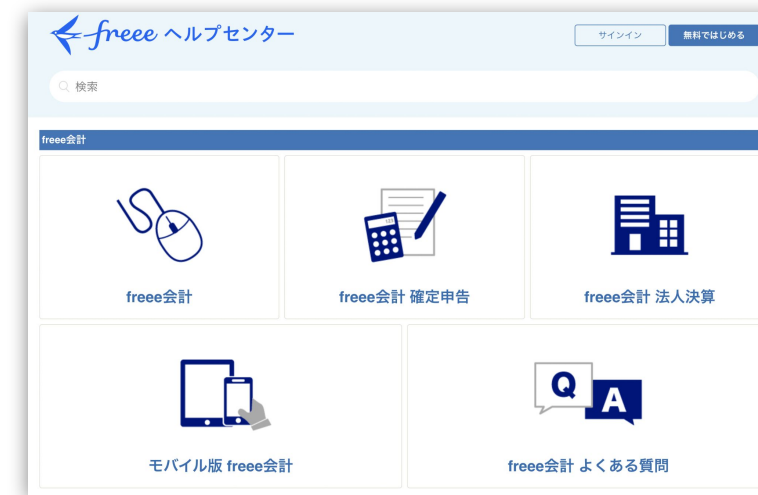 freee ヘルプセンター
サインイン
無料ではじめる
検索
freee会計
freee会計
123
freee会計 確定申告
freee会計 法人決算
モバイル版 freee会計
Q
A
freee会計 よくある質問